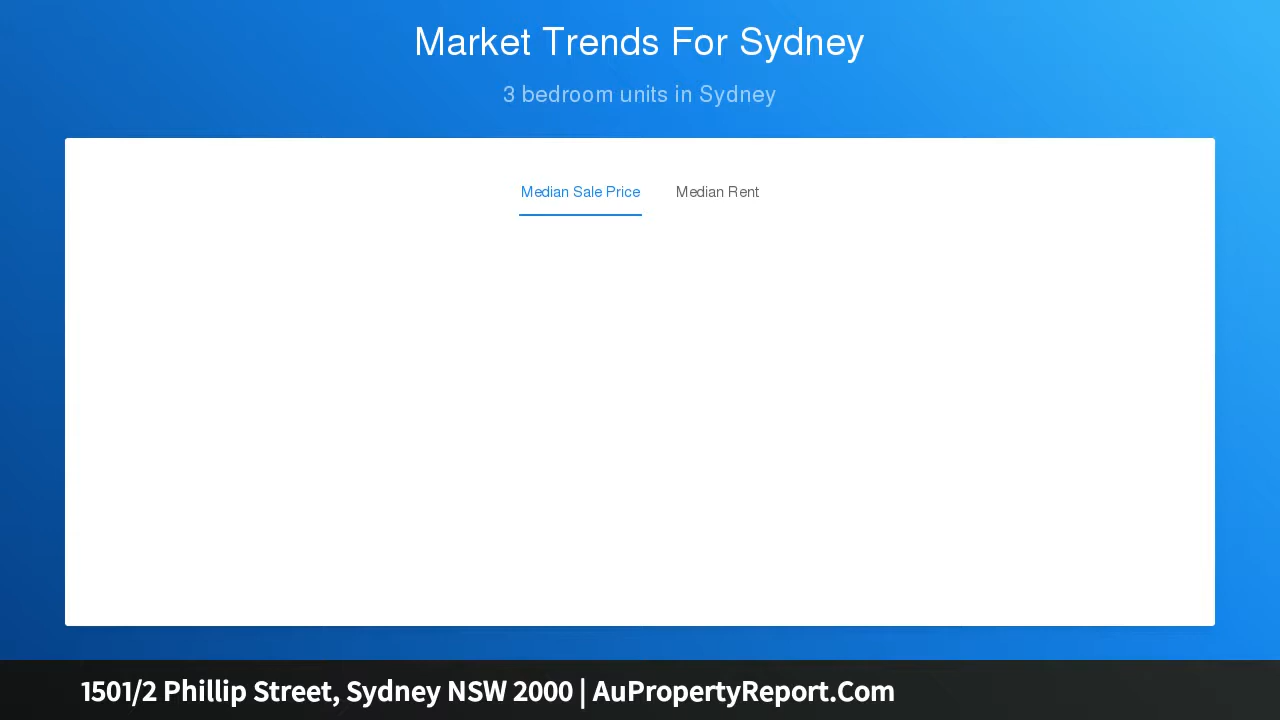 Market Trends For Sydney
3 bedroom units in Sydney
Median Sale Price Median Rent
1501/2 Phillip Street, Sydney NSW 2000 | AuPropertyReport.Com